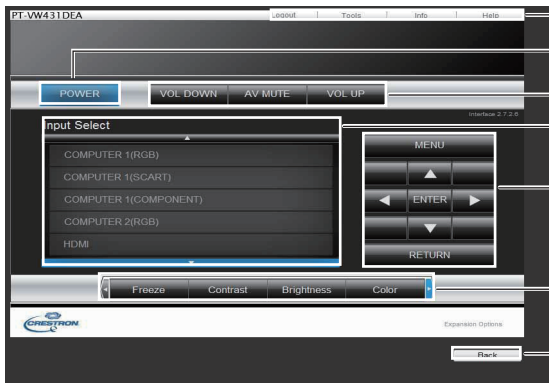 PT-VW431DEA
Logout Tools Info Help
POWER VOL DOWN AV MUTE VOL UP
Interface 2.7.2.6
Input Select
COMPUTER 1(RGB)
COMPUTER 1(SCART)
COMPUTER 1(COMPONENT)
COMPUTER 2(RGB)
HDMI
MENU
ENTER
RETURN
Freeze Contrast Brightness Color
CRESTRON
Expansion Options
Back